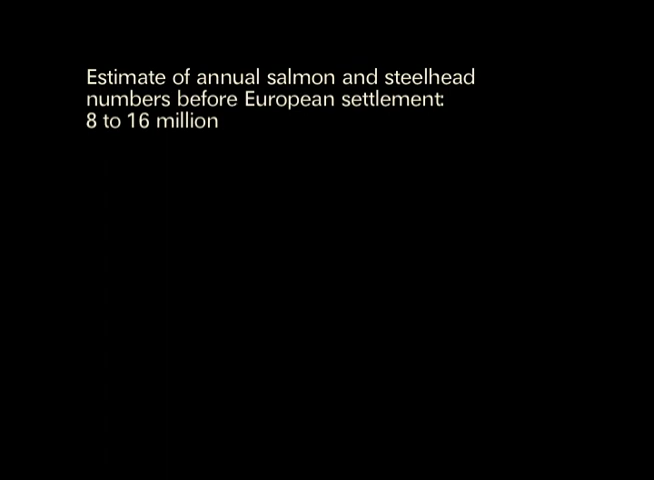 Estimate of annual salmon and steelhead
numbers before European settlement:
8 to 16 million